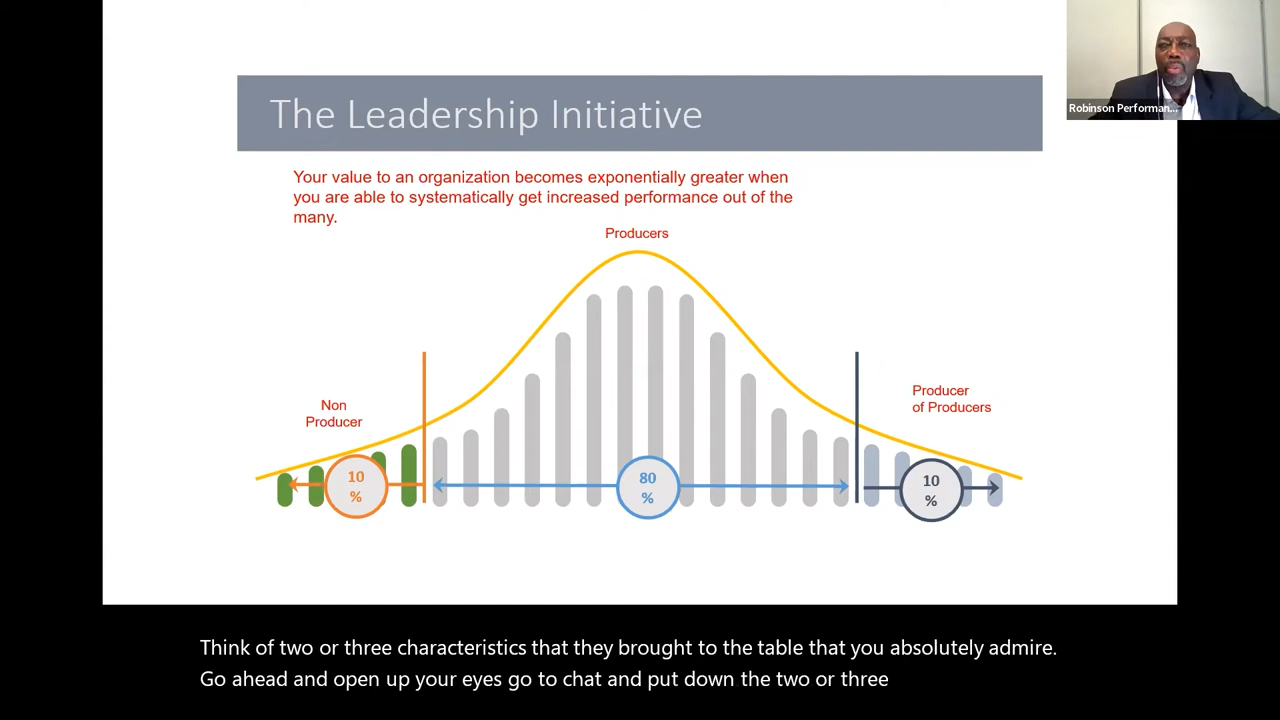 The Leadership Initiative
Robinson Performan...
Your value to an organization becomes exponentially greater when
you are able to systematically get increased performance out of the
many.
Producers
Non
Producer
Producer
of Producers
10
%
80
%
10
%
Think of two or three characteristics that they brought to the table that you absolutely admire.
Go ahead and open up your eyes go to chat and put down the two or three